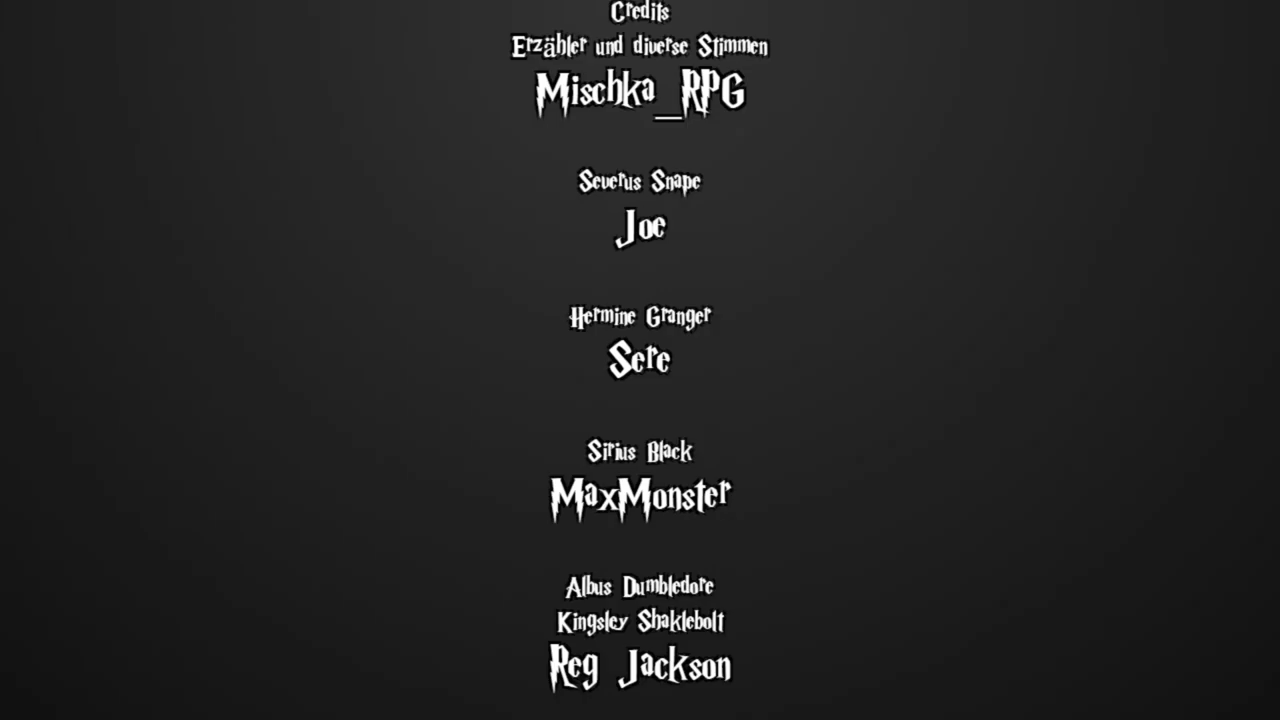 Credits
Erzähler und diverse Stimmen
Mischka_RPG
Severus Snape
Joe
Hermine Granger
Sere
Sirius Black
MaxMonster
Albus Dumbledore
Kingsley Shaklebolt
Reg Jackson